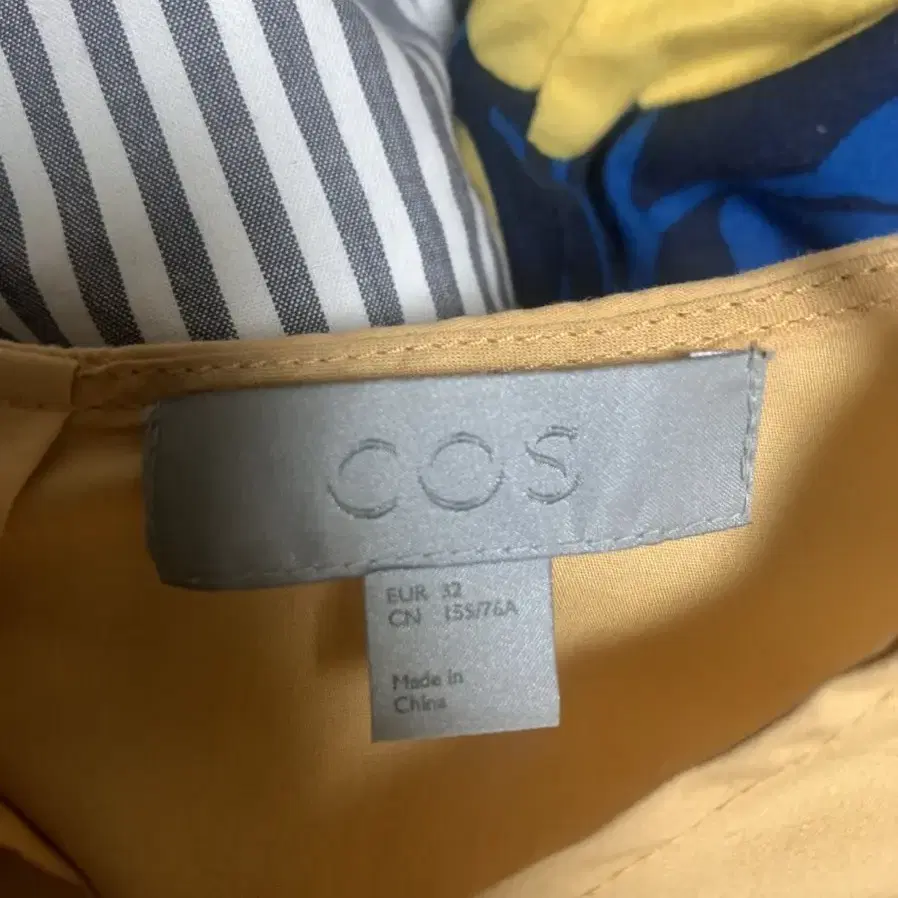 COS
EUR 32
CN 155/76A
Made in
China